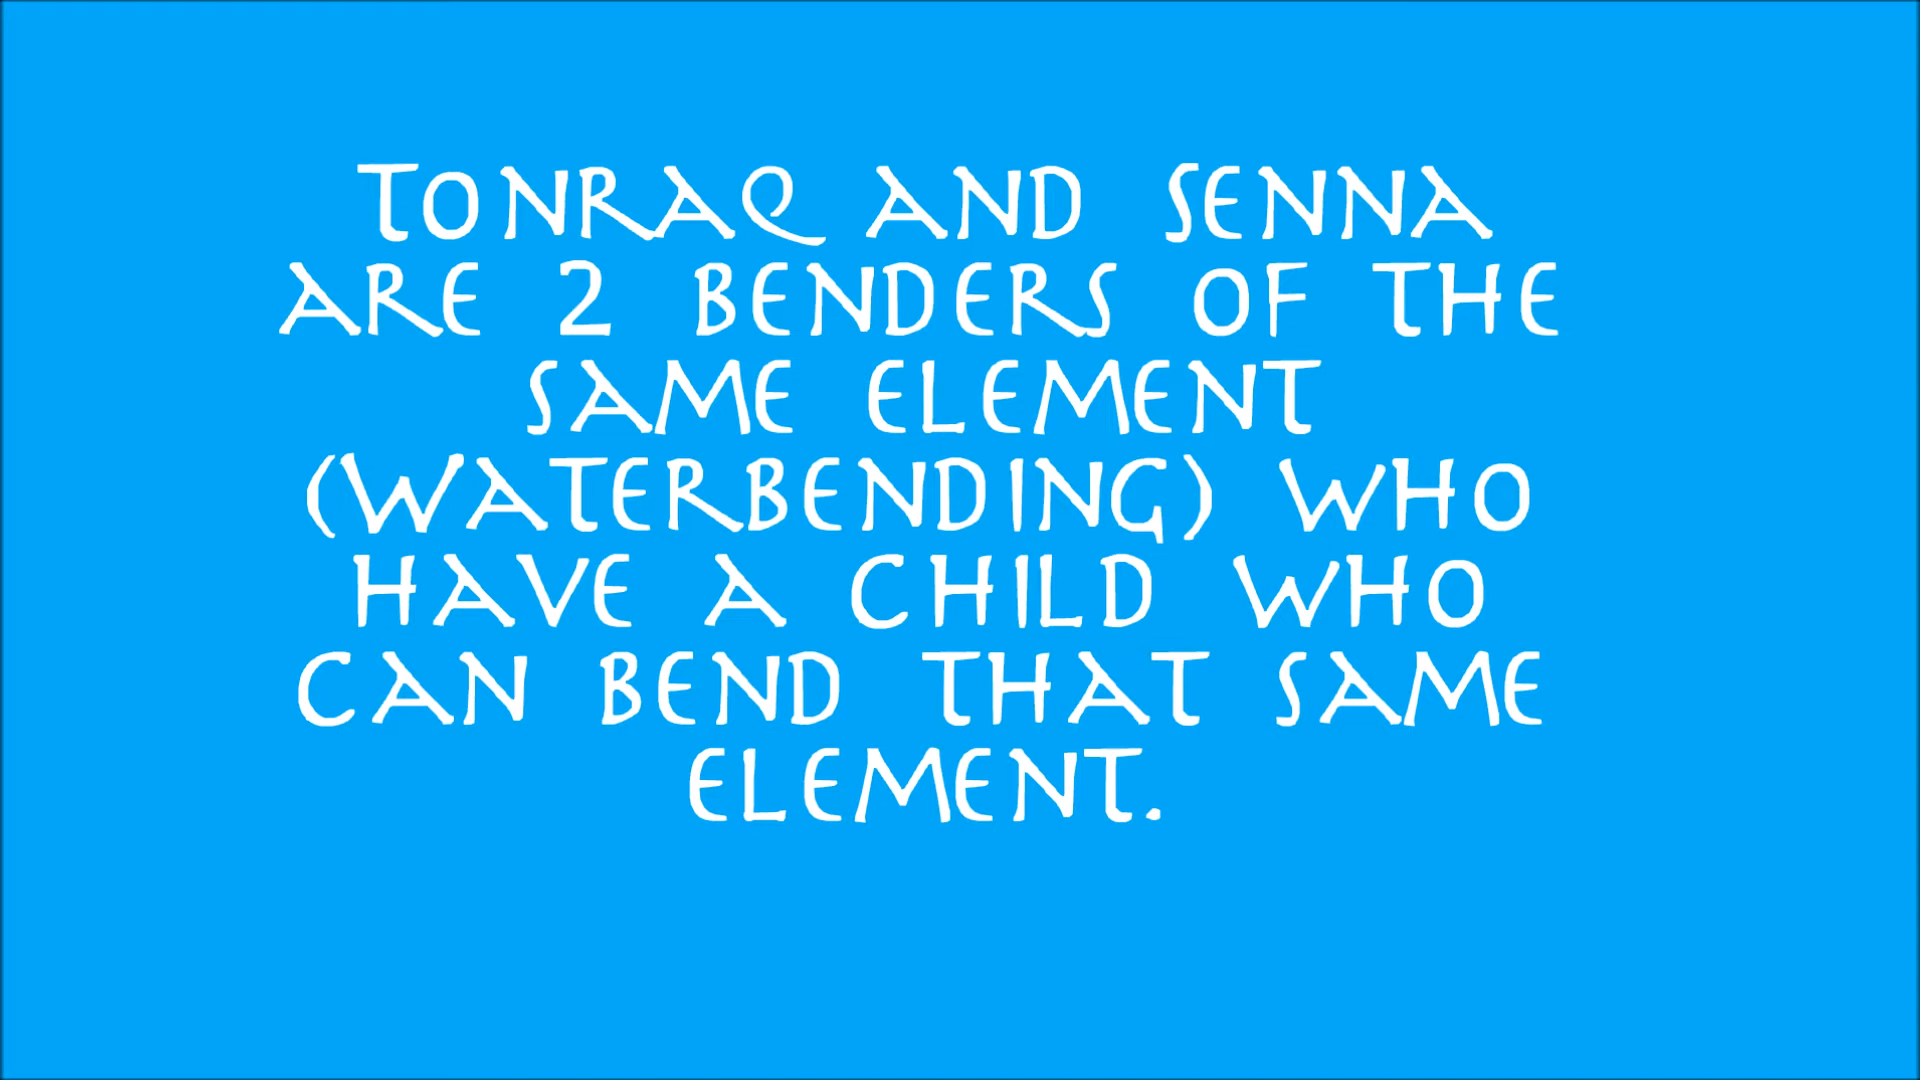 Tonraq and Senna
are 2 benders of the
same element
(Waterbending) who
have a child who
can bend that same
element.